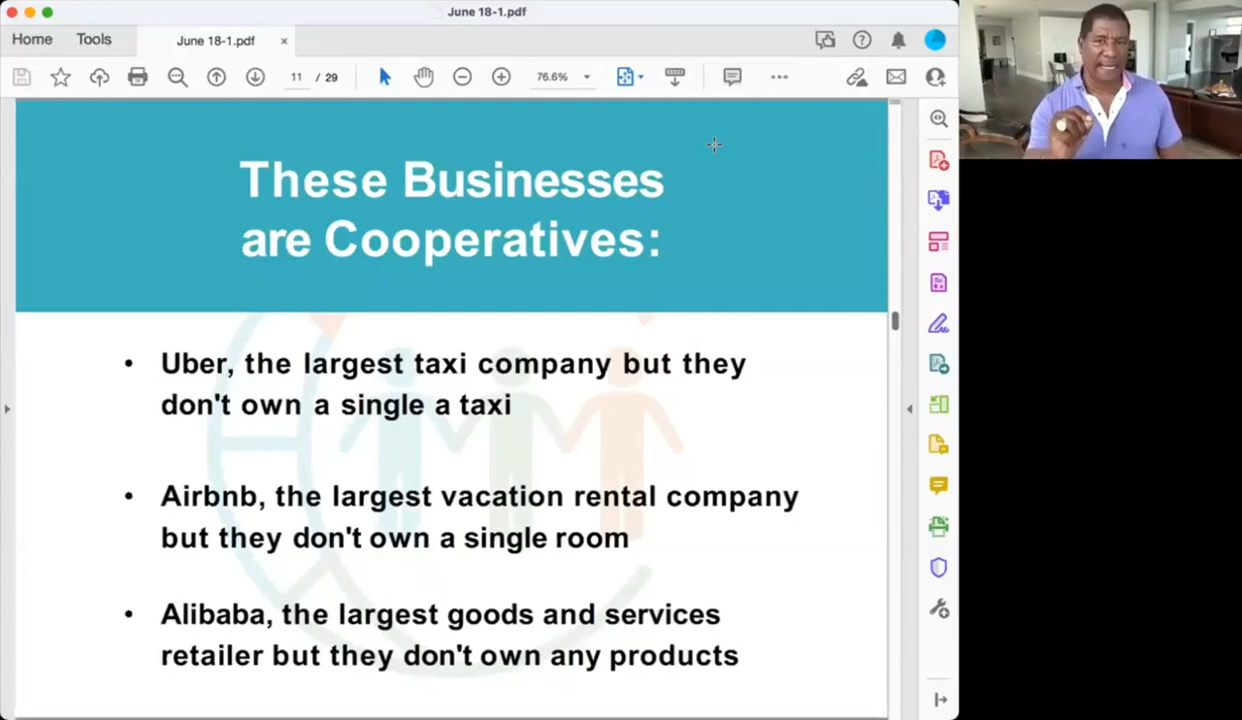 June 18-1.pdf
Home
Tools
June 18-1.pdf
11 / 29
76.6%
These Businesses
are Cooperatives:
• Uber, the largest taxi company but they
don't own a single a taxi
• Airbnb, the largest vacation rental company
but they don't own a single room
• Alibaba, the largest goods and services
retailer but they don't own any products